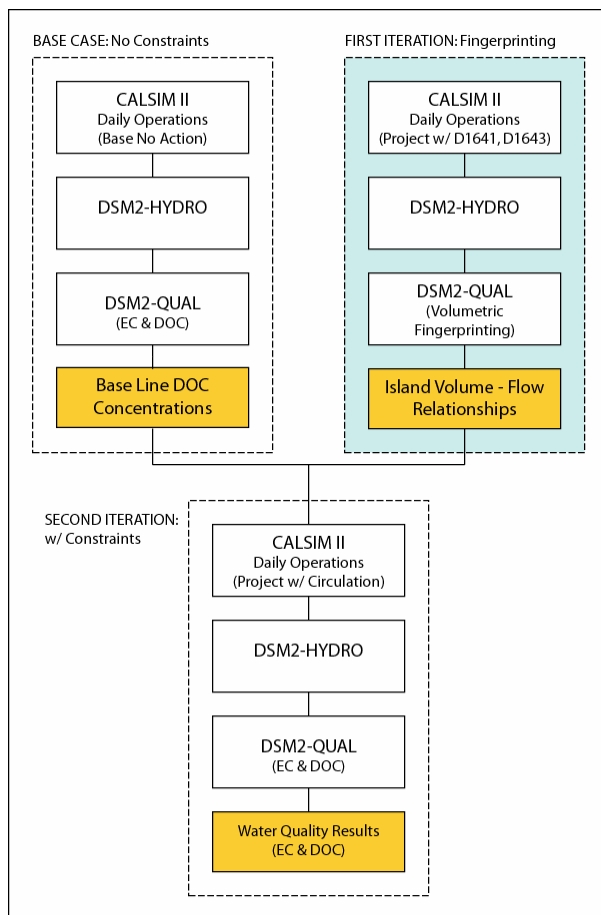 BASE CASE: No Constraints
CALSIM II
Daily Operations
(Base No Action)
DSM2-HYDRO
DSM2-QUAL
(EC & DOC)
Base Line DOC
Concentrations
FIRST ITERATION: Fingerprinting
CALSIM II
Daily Operations
(Project w/ D1641, D1643)
DSM2-HYDRO
DSM2-QUAL
(Volumetric
Fingerprinting)
Island Volume - Flow
Relationships
SECOND ITERATION:
w/ Constraints
CALSIM II
Daily Operations
(Project w/ Circulation)
DSM2-HYDRO
DSM2-QUAL
(EC & DOC)
Water Quality Results
(EC & DOC)